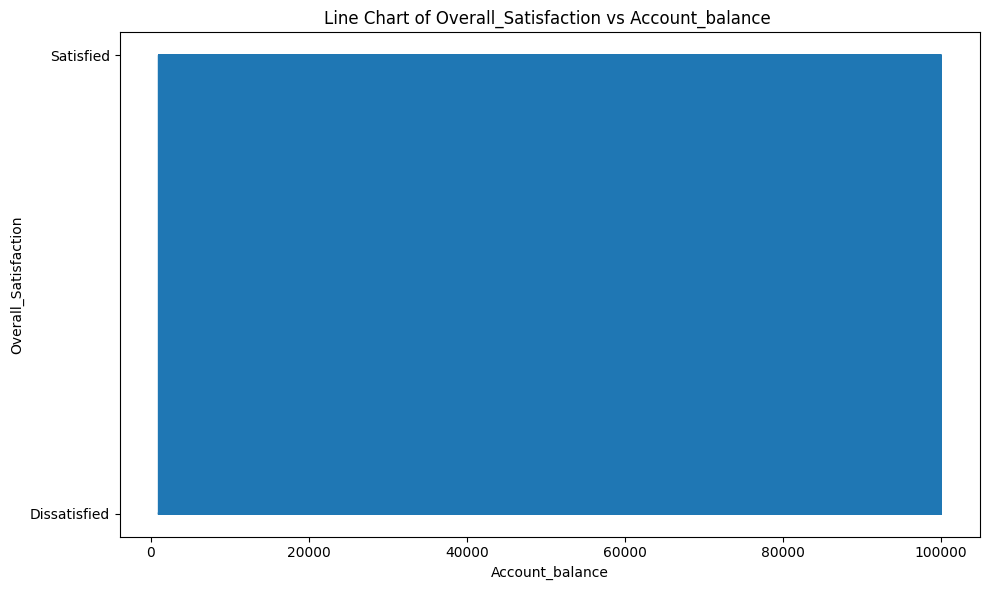 Line Chart of Overall_Satisfaction vs Account_balance
Satisfied
Overall_Satisfaction
Dissatisfied
0 20000 40000 60000 80000 100000
Account_balance